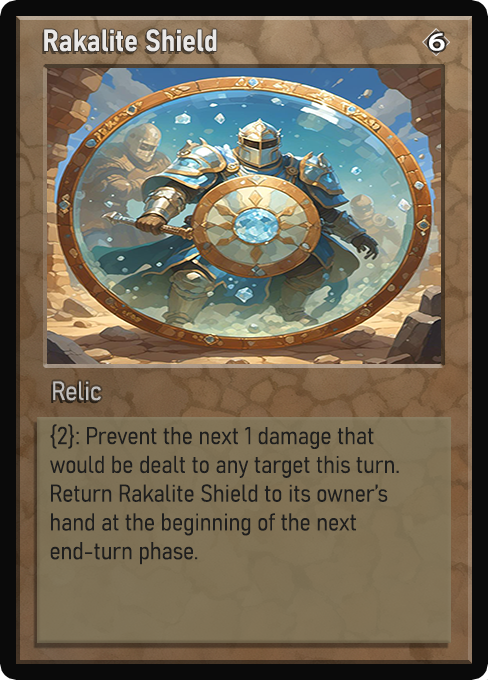 Rakalite Shield
6
Relic
{2}: Prevent the next 1 damage that
would be dealt to any target this turn.
Return Rakalite Shield to its owner's
hand at the beginning of the next
end-turn phase.